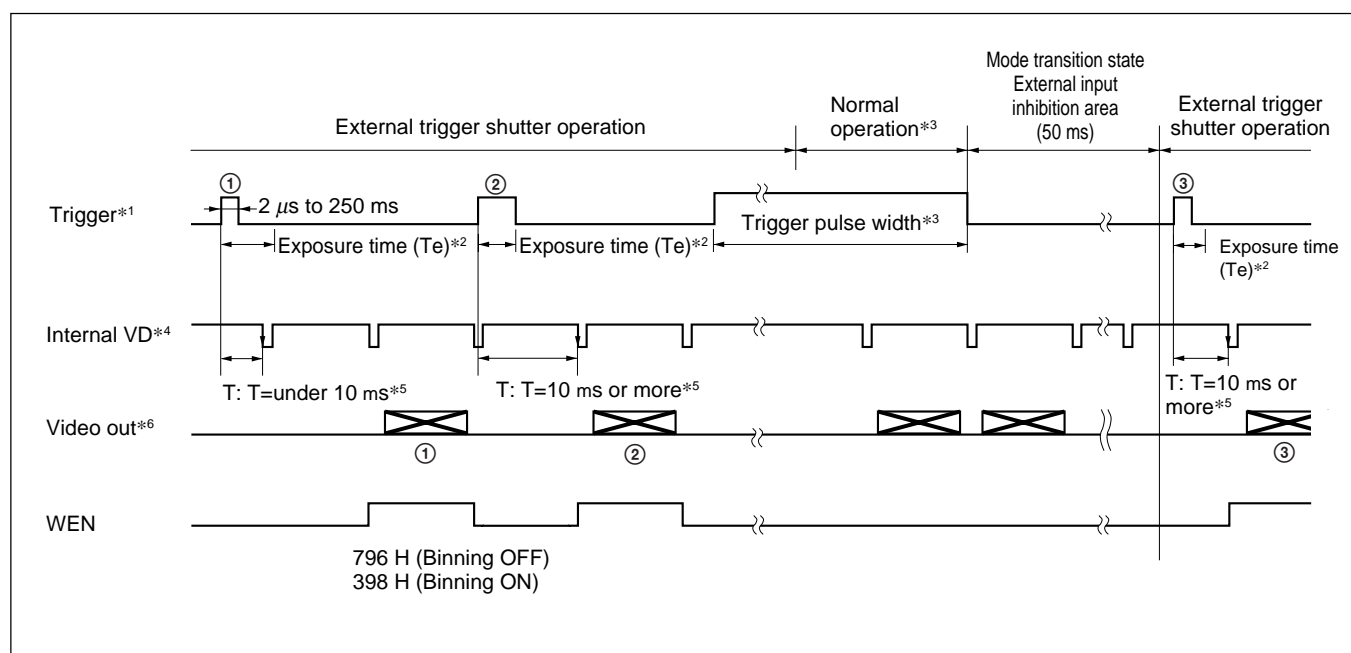 Mode transition state
External input
inhibition area
(50 ms)
Normal
operation*3
External trigger
shutter operation
External trigger shutter operation
① ② ③
Trigger*1
2 μs to 250 ms
Trigger pulse width*3
Exposure time (Te)*2
Exposure time (Te)*2
Exposure time
(Te)*2
Internal VD*4
T: T=under 10 ms*5
T: T=10 ms or more*5
T: T=10 ms or
more*5
Video out*6
① ② ③
WEN
796 H (Binning OFF)
398 H (Binning ON)